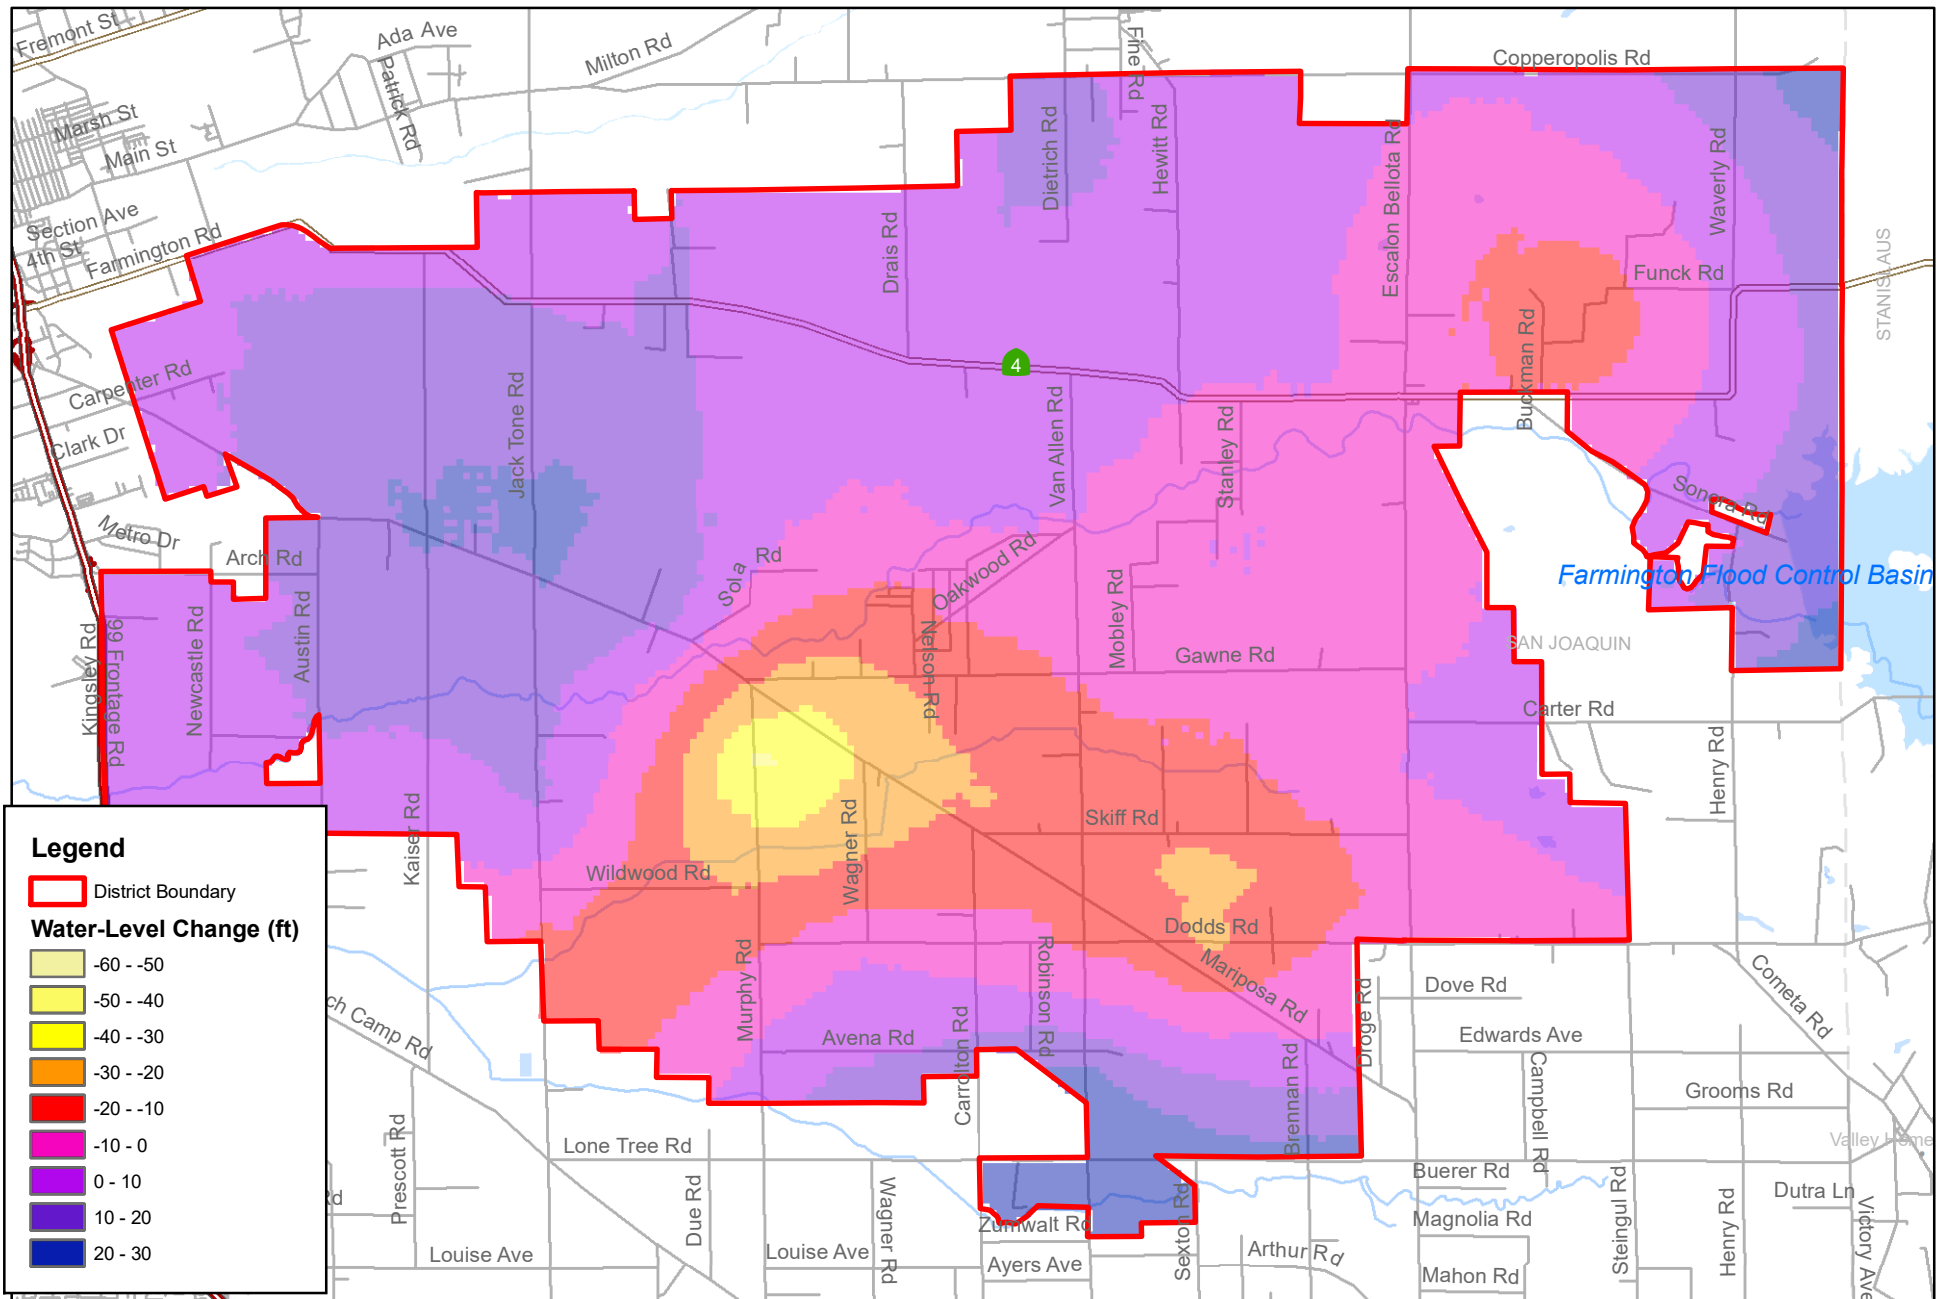 Fremont St
Ada Ave
Patrick Rd
Milton Rd
Fine Rd
Copperopolis Rd
Marsh St
Main St
Dietrich Rd
Hewitt Rd
Escalon Bellota Rd
Waverly Rd
Section Ave
4th St
Farmington Rd
Drais Rd
Funck Rd
STANISLAUS
Buckman Rd
4
Carpenter Rd
Clark Dr
Jack Tone Rd
Van Allen Rd
Stanley Rd
Sonora Rd
Metro Dr
Arch Rd
Sola Rd
Oakwood Rd
Farmington Flood Control Basin
Kingsley Rd
99 Frontage Rd
Newcastle Rd
Austin Rd
Nelson Rd
Mobley Rd
Gawne Rd
SAN JOAQUIN
Carter Rd
Henry Rd
Kaiser Rd
Wagner Rd
Skiff Rd
Wildwood Rd
Dodds Rd
Murphy Rd
Robinson Rd
Mariposa Rd
Droge Rd
Dove Rd
Cometa Rd
ch Camp Rd
Avena Rd
Carrolton Rd
Edwards Ave
Brennan Rd
Campbell Rd
Grooms Rd
Prescott Rd
Lone Tree Rd
Valley Home
Buerer Rd
Dutra Ln
Rd
Due Rd
Wagner Rd
Zumwalt Rd
Sexton Rd
Magnolia Rd
Steingul Rd
Henry Rd
Victory Ave
Louise Ave
Louise Ave
Ayers Ave
Arthur Rd
Mahon Rd
Legend
District Boundary
Water-Level Change (ft)
-60 - -50
-50 - -40
-40 - -30
-30 - -20
-20 - -10
-10 - 0
0 - 10
10 - 20
20 - 30